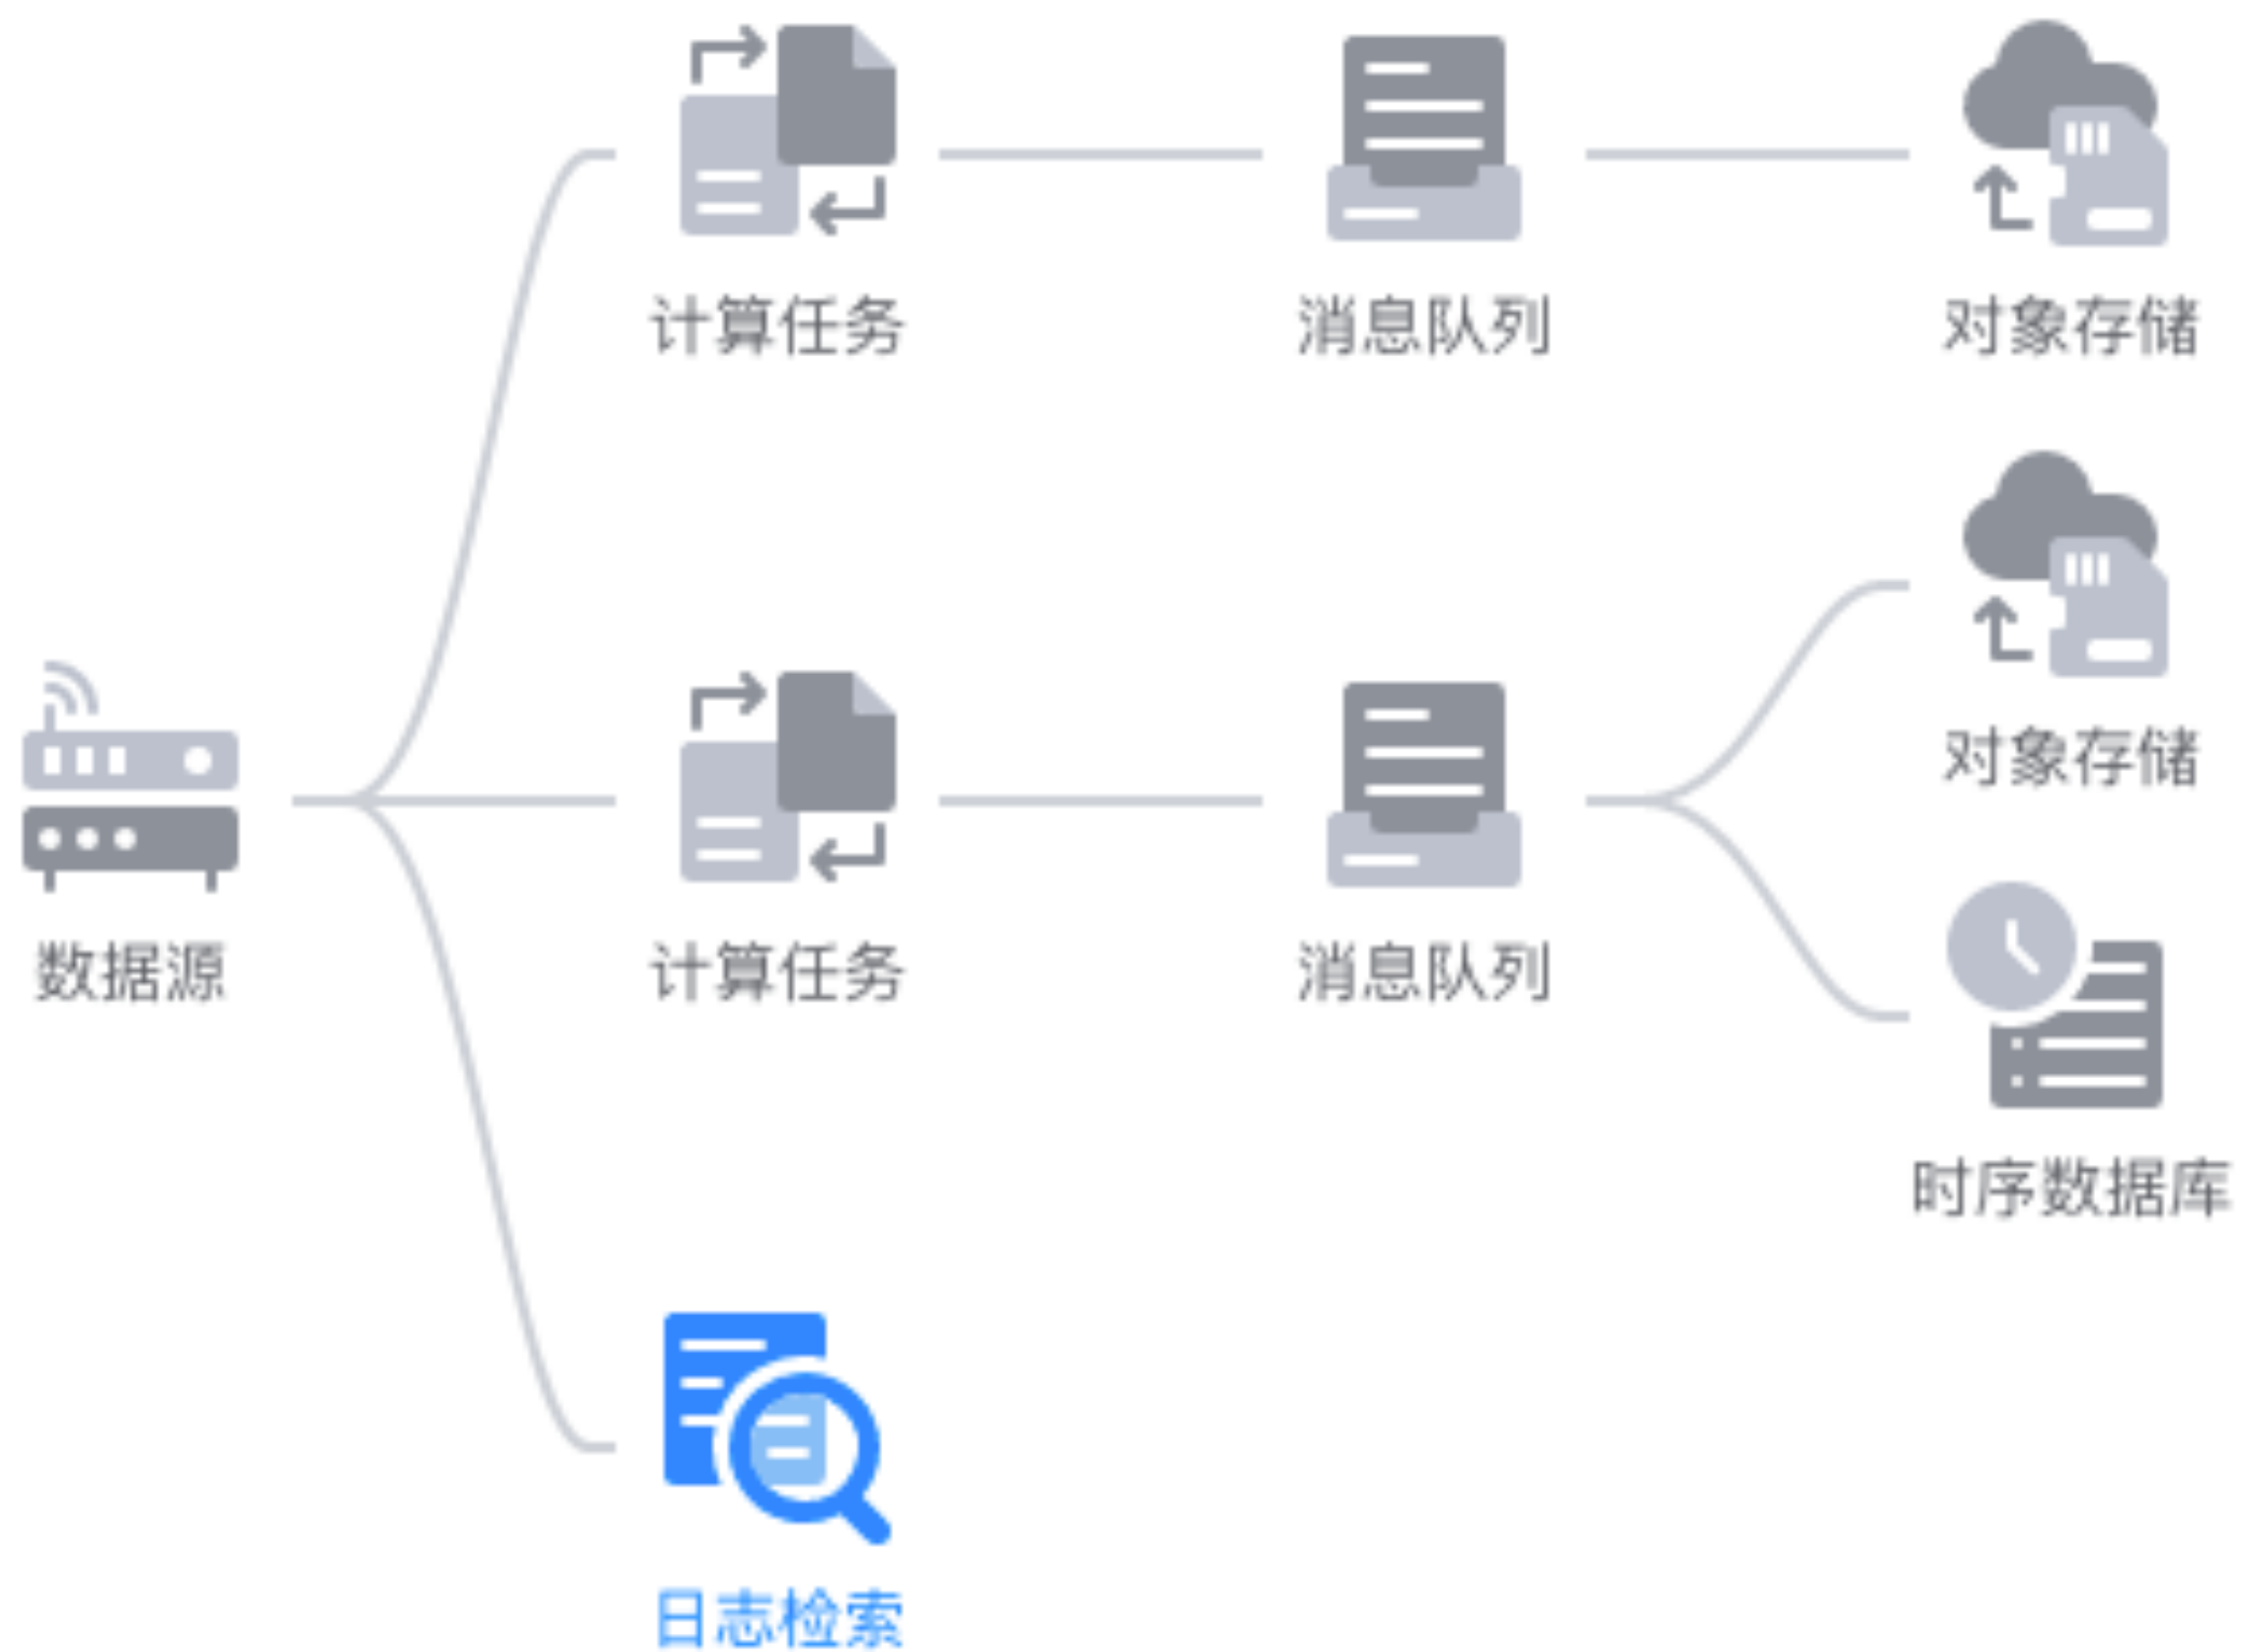 计算任务
消息队列
对象存储
对象存储
数据源
计算任务
消息队列
时序数据库
日志检索